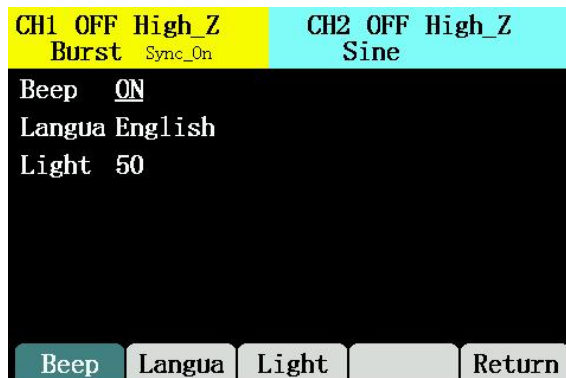 CH1 OFF High_Z
Burst Sync_On
CH2 OFF High_Z
Sine
Beep ON
Langua English
Light 50
Beep Langua Light Return